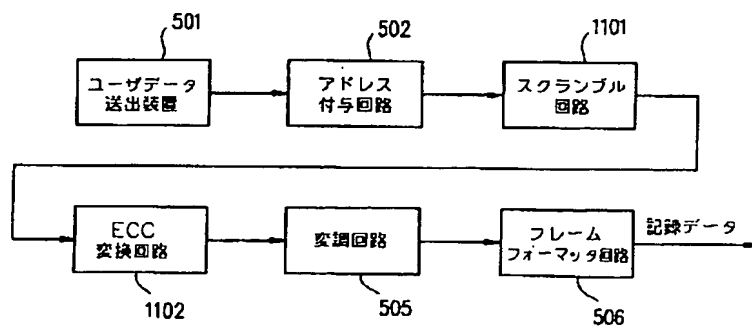 501
502
1101
ユーザデータ
送出装置
アドレス
付与回路
スクランブル
回路
ECC
変換回路
変調回路
フレーム
フォーマッタ回路
記録データ
1102
505
506